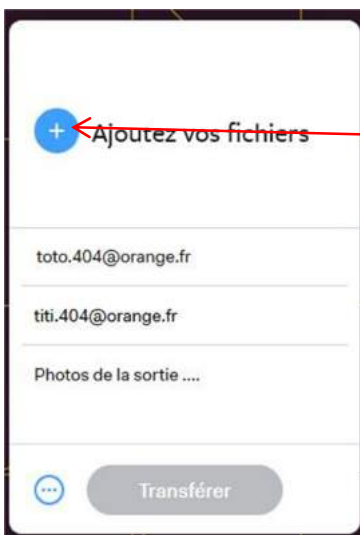 Ajoutez vos fichiers
toto.404@orange.fr
titi.404@orange.fr
Photos de la sortie ....
Transférer